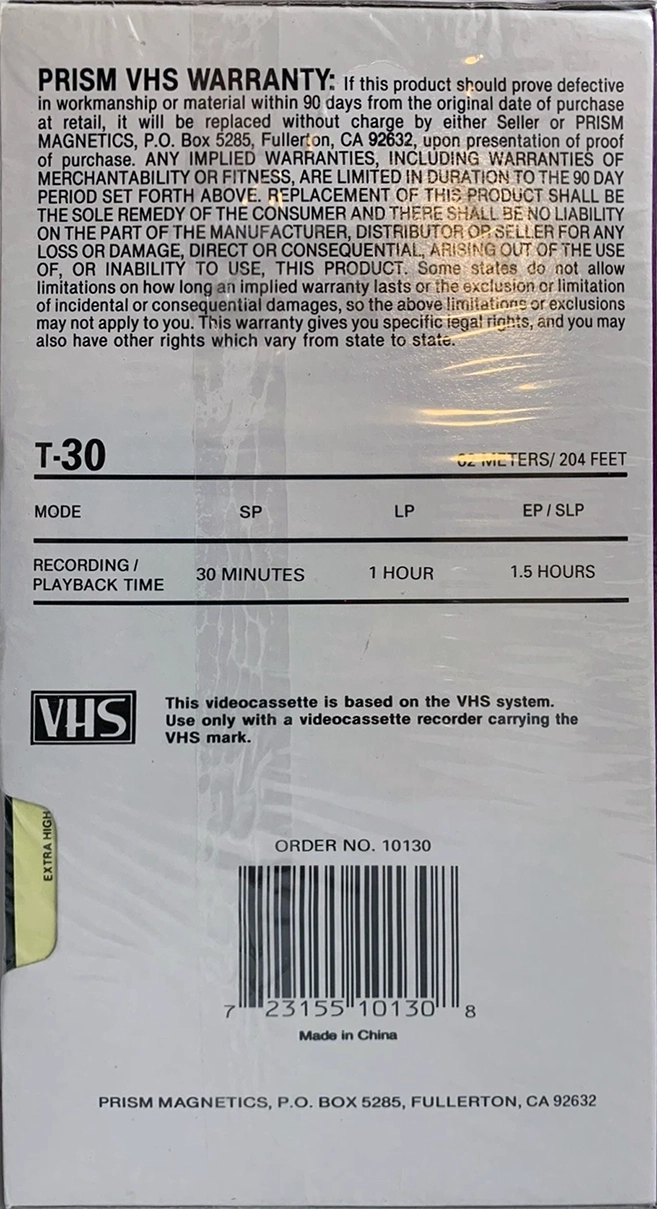 PRISM VHS WARRANTY: If this product should prove defective
in workmanship or material within 90 days from the original date of purchase
at retail, it will be replaced without charge by either Seller or PRISM
MAGNETICS, P.O. Box 5285, Fullerton, CA 92632, upon presentation of proof
of purchase. ANY IMPLIED WARRANTIES, INCLUDING WARRANTIES OF
MERCHANTABILITY OR FITNESS, ARE LIMITED IN DURATION TO THE 90 DAY
PERIOD SET FORTH ABOVE. REPLACEMENT OF THIS PRODUCT SHALL BE
THE SOLE REMEDY OF THE CONSUMER AND THERE SHALL BE NO LIABILITY
ON THE PART OF THE MANUFACTURER, DISTRIBUTOR OR SELLER FOR ANY
LOSS OR DAMAGE, DIRECT OR CONSEQUENTIAL, ARISING OUT OF THE USE
OF, OR INABILITY TO USE, THIS PRODUCT. Some states do not allow
limitations on how long an implied warranty lasts or the exclusion or limitation
of incidental or consequential damages, so the above limitations or exclusions
may not apply to you. This warranty gives you specific legal rights, and you may
also have other rights which vary from state to state.
T-30 62 METERS/ 204 FEET
MODE SP LP EP / SLP
RECORDING /
PLAYBACK TIME 30 MINUTES 1 HOUR 1.5 HOURS
VHS
This videocassette is based on the VHS system.
Use only with a videocassette recorder carrying the
VHS mark.
EXTRA HIGH
ORDER NO. 10130
7 23155 10130 8
Made in China
PRISM MAGNETICS, P.O. BOX 5285, FULLERTON, CA 92632